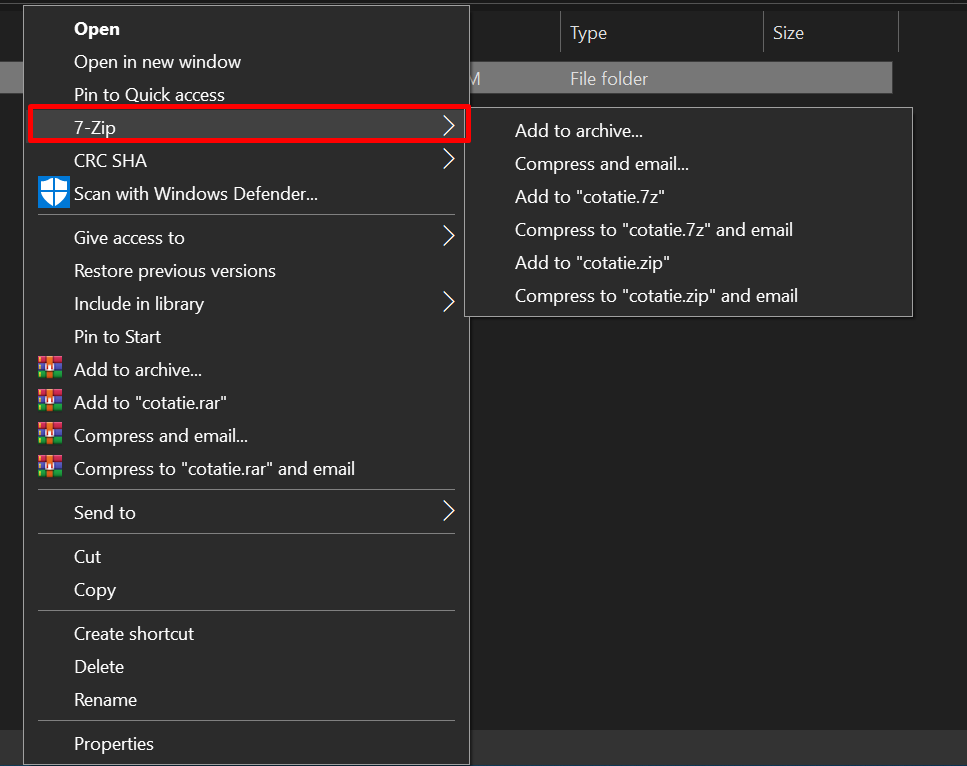 Type Size
M File folder
Open
Open in new window
Pin to Quick access
7-Zip
CRC SHA
Scan with Windows Defender...
Give access to
Restore previous versions
Include in library
Pin to Start
Add to archive...
Add to "cotatie.rar"
Compress and email...
Compress to "cotatie.rar" and email
Send to
Cut
Copy
Create shortcut
Delete
Rename
Properties
Add to archive...
Compress and email...
Add to "cotatie.7z"
Compress to "cotatie.7z" and email
Add to "cotatie.zip"
Compress to "cotatie.zip" and email